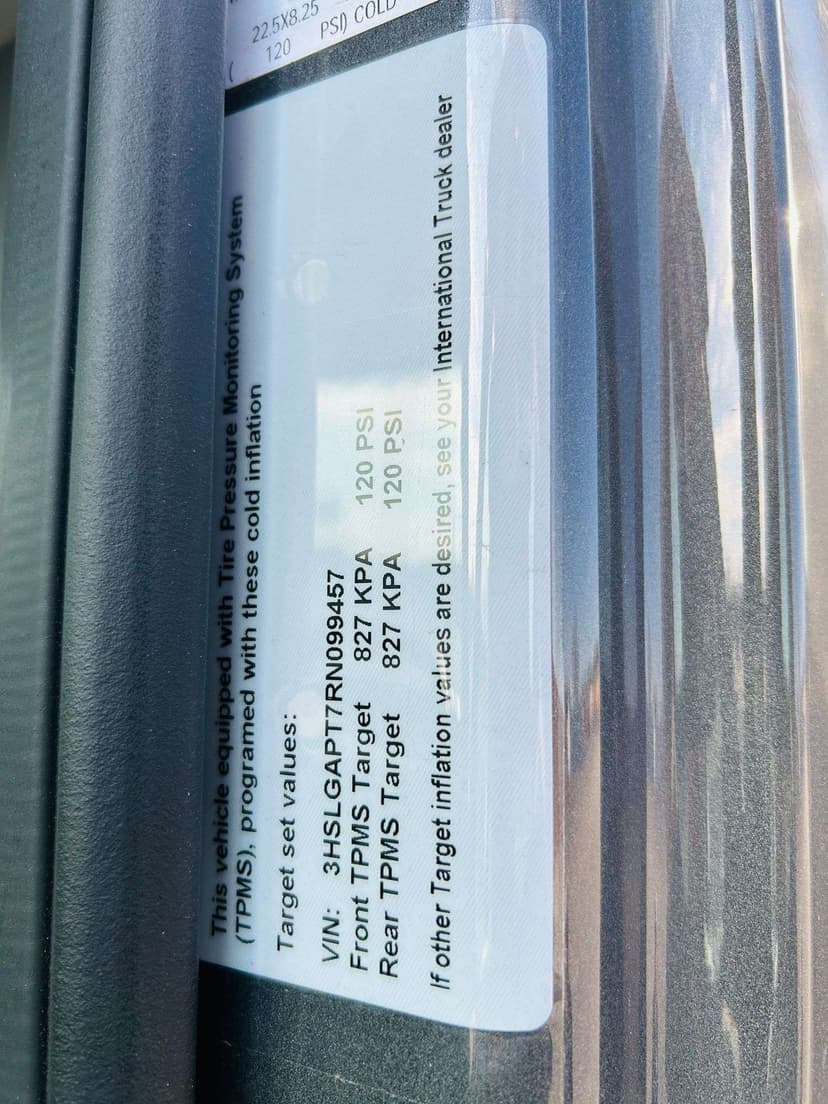 22.5X8.25
( 120 PSI) COLD
This vehicle equipped with Tire Pressure Monitoring System
(TPMS), programed with these cold inflation
Target set values:
VIN: 3HSLGAPT7RN099457
Front TPMS Target 827 KPA 120 PSI
Rear TPMS Target 827 KPA 120 PSI
If other Target inflation values are desired, see your International Truck dealer